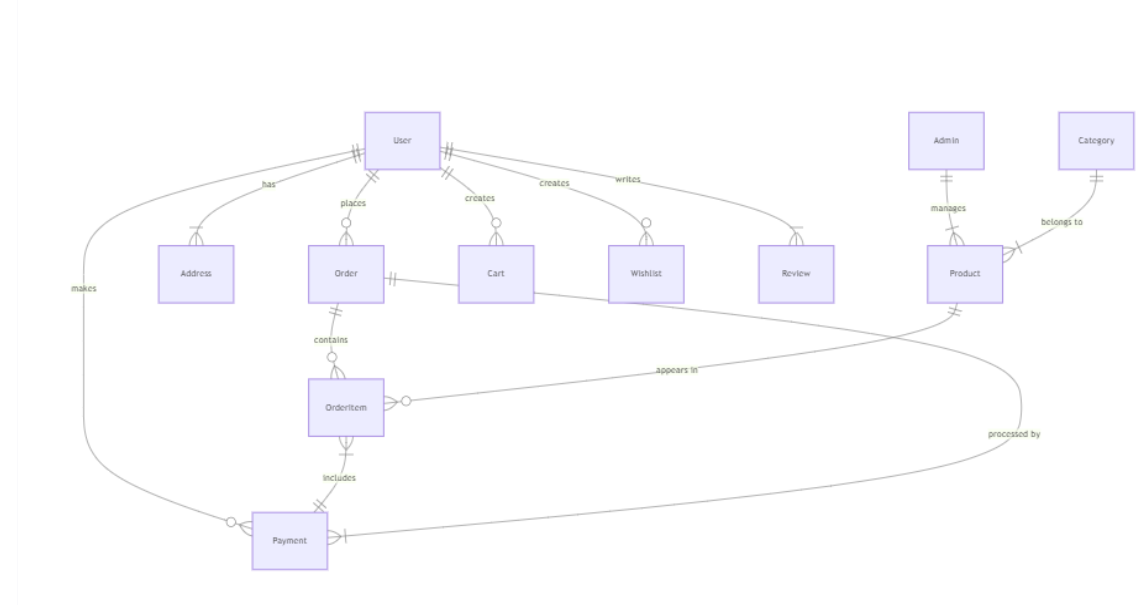 User
Admin
Category
has
places
creates
creates
writes
manages
belongs to
Address
Order
Cart
Wishlist
Review
Product
makes
contains
appears in
OrderItem
processed by
includes
Payment